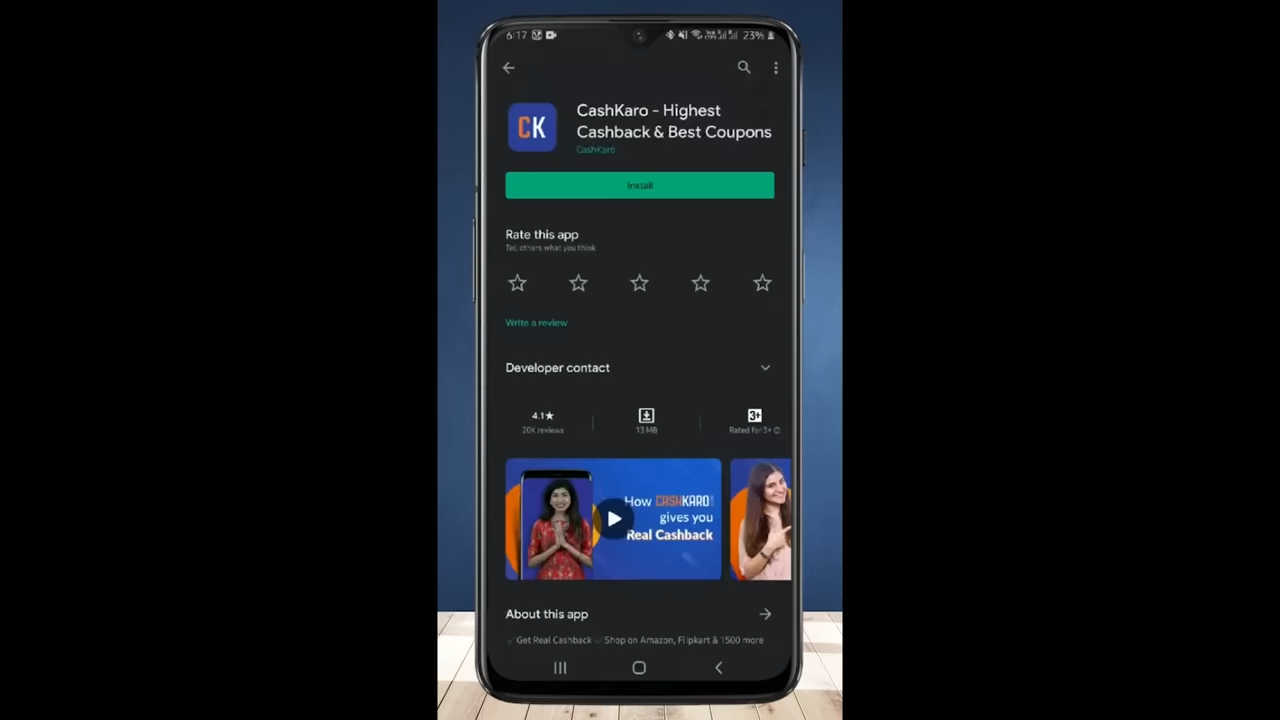 6:17
23%
CK
CashKaro - Highest
Cashback & Best Coupons
CashKaro
Install
Rate this app
Tell others what you think
Write a review
Developer contact
4.1★
3+
20K reviews
13 MB
Rated for 3+
How CASHKARO
gives you
Real Cashback
About this app
Get Real Cashback
Shop on Amazon, Flipkart & 1500 more